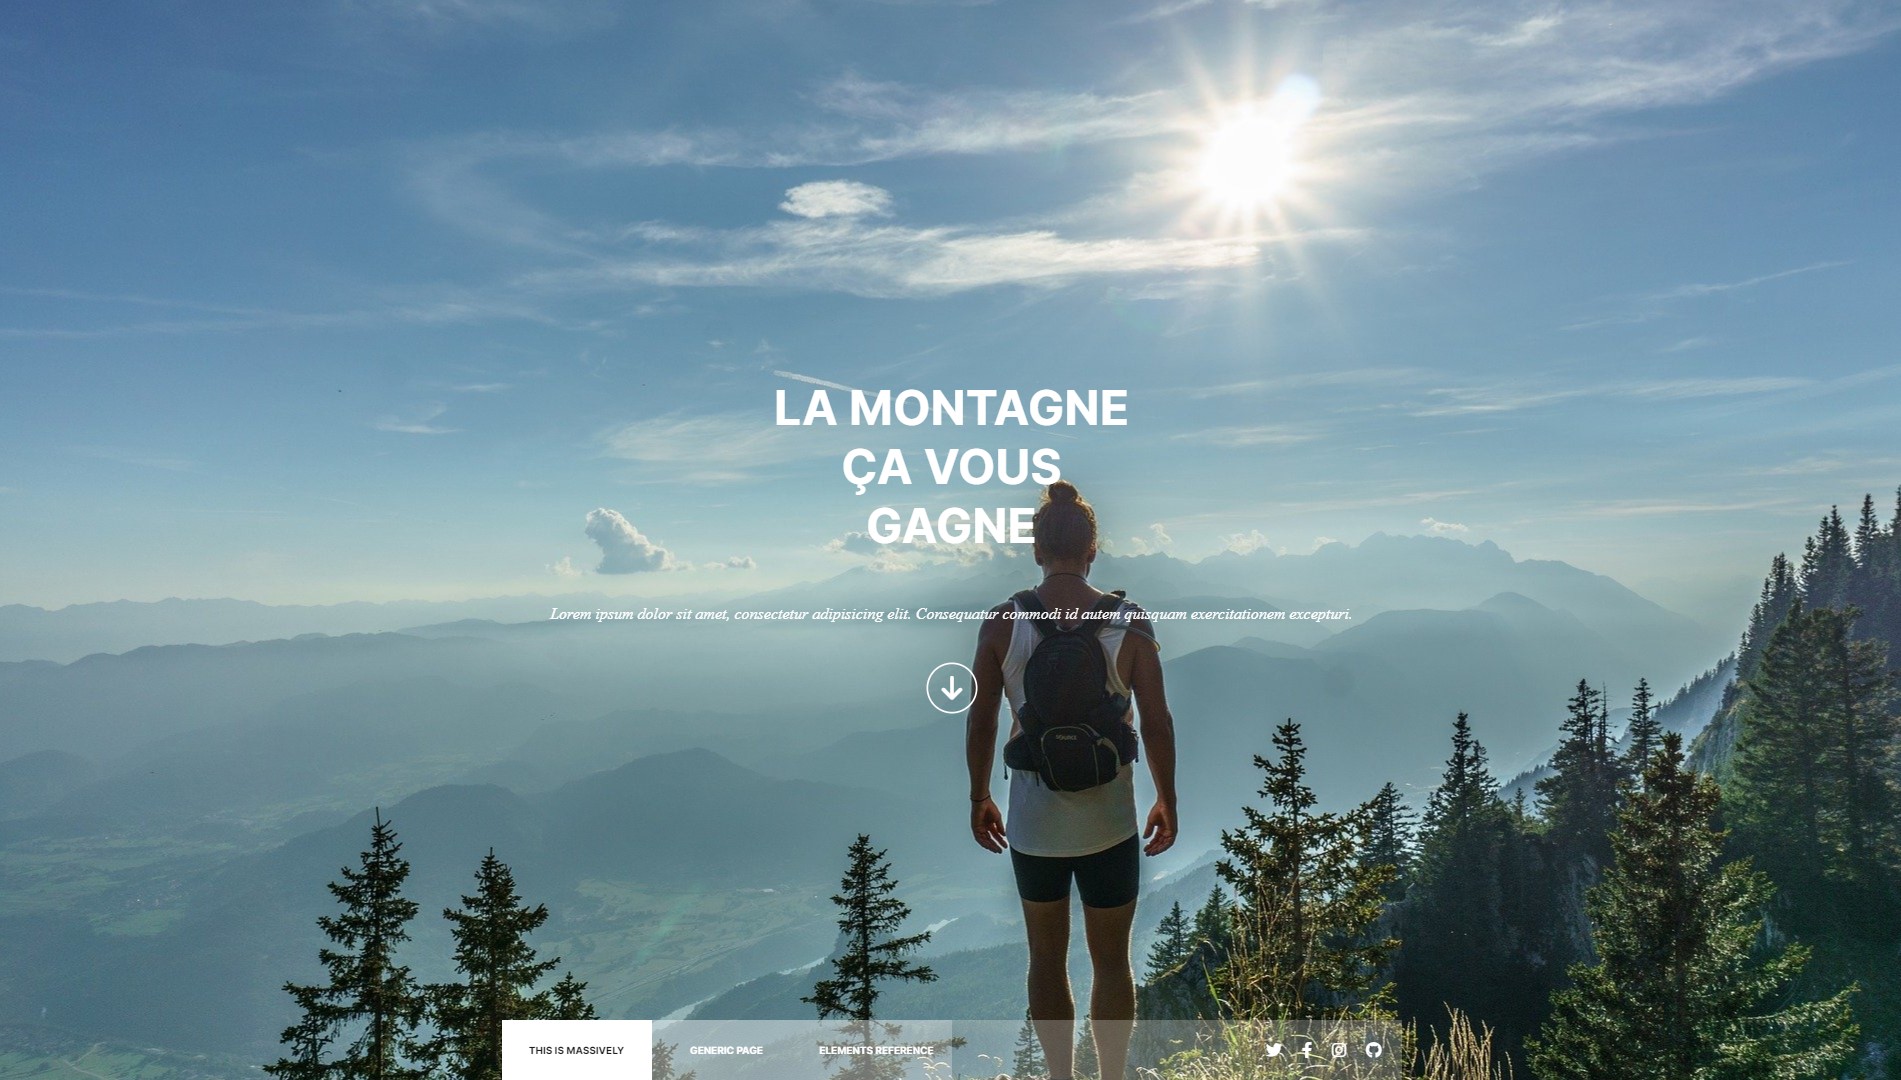 LA MONTAGNE
ÇA VOUS
GAGNE
Lorem ipsum dolor sit amet, consectetur adipisicing elit. Consequatur commodi id autem quisquam exercitationem excepturi.
THIS IS MASSIVELY
GENERIC PAGE
ELEMENTS REFERENCE